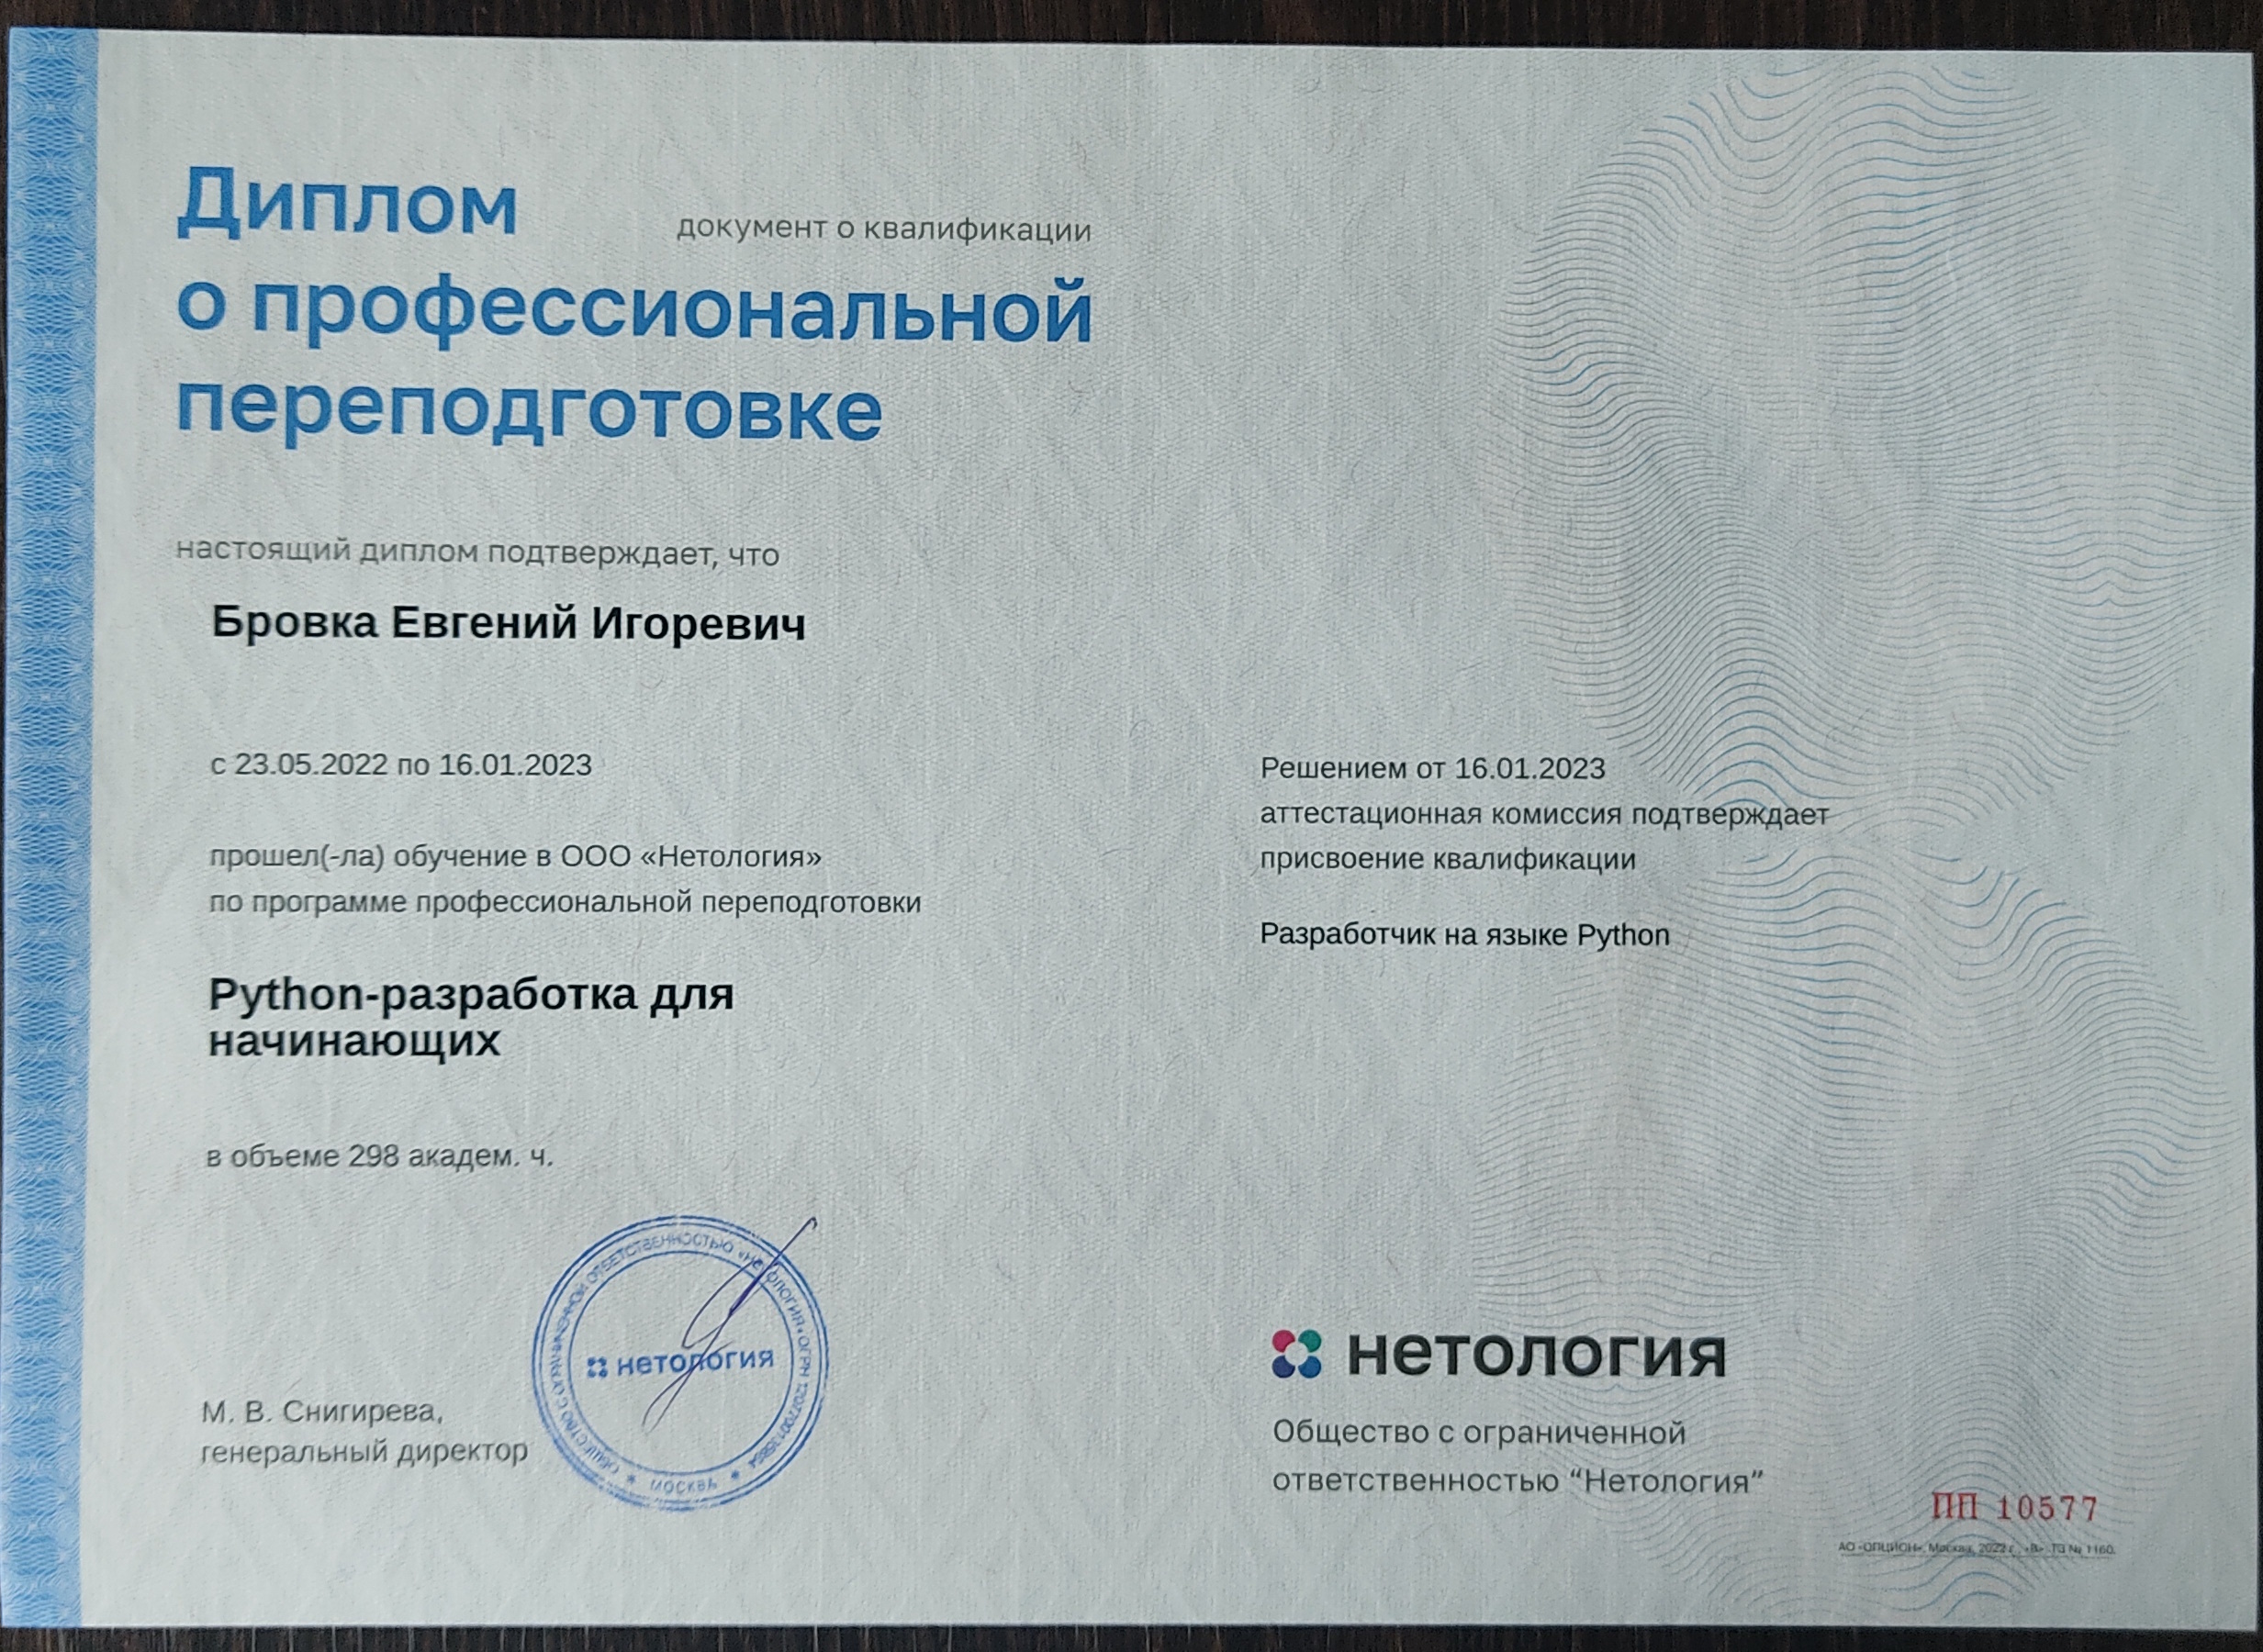 Диплом
документ о квалификации
о профессиональной
переподготовке
настоящий диплом подтверждает, что
Бровка Евгений Игоревич
с 23.05.2022 по 16.01.2023
прошел(-ла) обучение в ООО «Нетология»
по программе профессиональной переподготовки
Python-разработка для
начинающих
в объеме 298 академ. ч.
Решением от 16.01.2023
аттестационная комиссия подтверждает
присвоение квалификации
Разработчик на языке Python
М. В. Снигирева,
генеральный директор
ОБЩЕСТВО С ОГРАНИЧЕННОЙ ОТВЕТСТВЕННОСТЬЮ «НЕТОЛОГИЯ» ОГРН
МОСКВА
нетология
нетология
Общество с ограниченной
ответственностью “Нетология”
ПП 10577
АО «ОПЦИОН», Москва, 2022 г., «В». ТЗ № 1160.